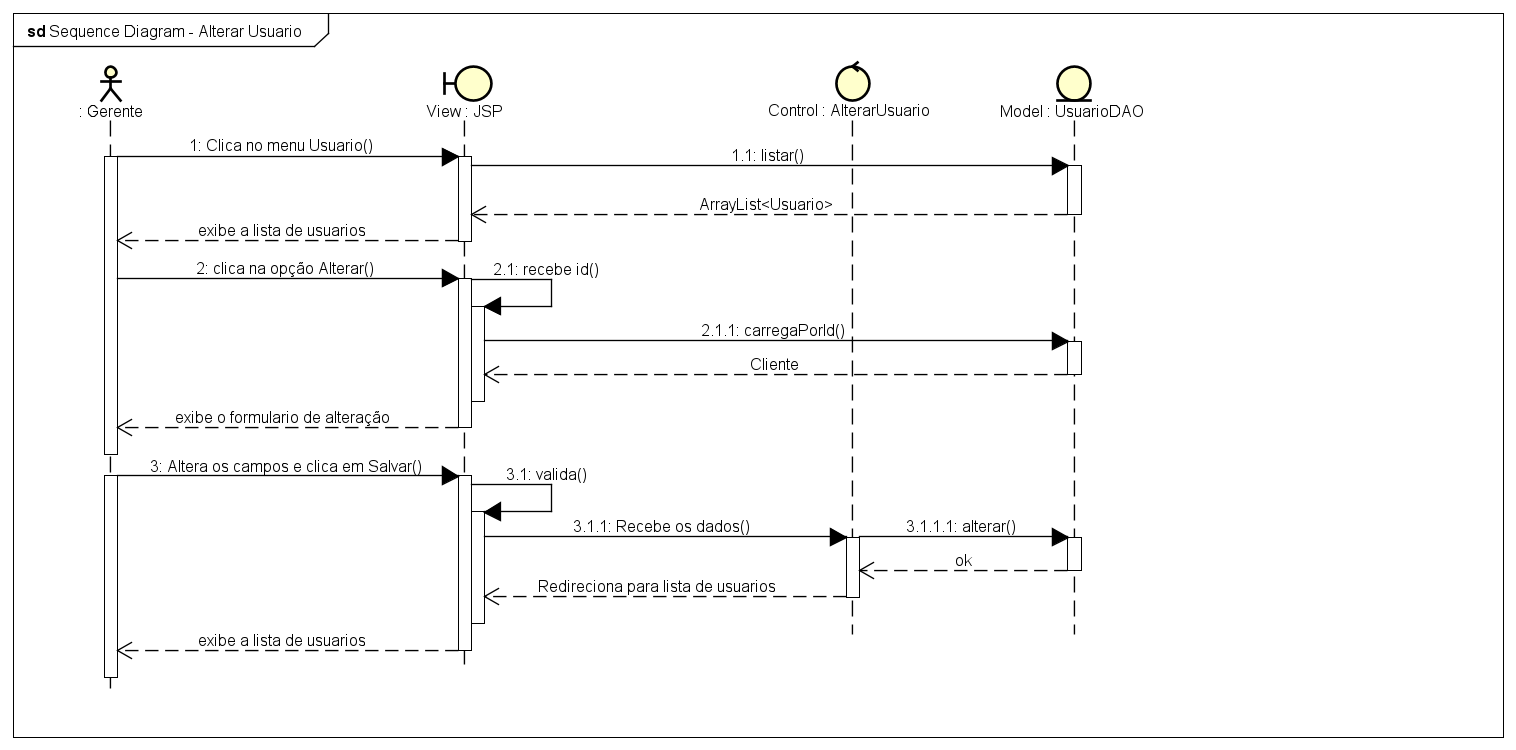 sd Sequence Diagram - Alterar Usuario
: Gerente
View : JSP
Control : AlterarUsuario
Model : UsuarioDAO
1: Clica no menu Usuario()
1.1: listar()
ArrayList<Usuario>
exibe a lista de usuarios
2: clica na opção Alterar()
2.1: recebe id()
2.1.1: carregaPorId()
Cliente
exibe o formulario de alteração
3: Altera os campos e clica em Salvar()
3.1: valida()
3.1.1: Recebe os dados()
3.1.1.1: alterar()
ok
Redireciona para lista de usuarios
exibe a lista de usuarios